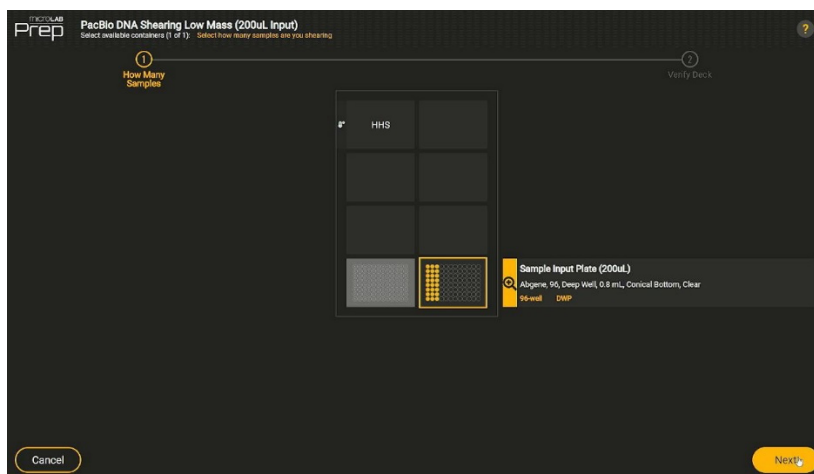 MICROLAB
Prep
PacBio DNA Shearing Low Mass (200uL Input)
Select available containers (1 of 1): Select how many samples are you shearing
?
1
How Many
Samples
2
Verify Deck
HHS
Sample Input Plate (200uL)
Abgene, 96, Deep Well, 0.8 mL, Conical Bottom, Clear
96-well DWP
Cancel
Next